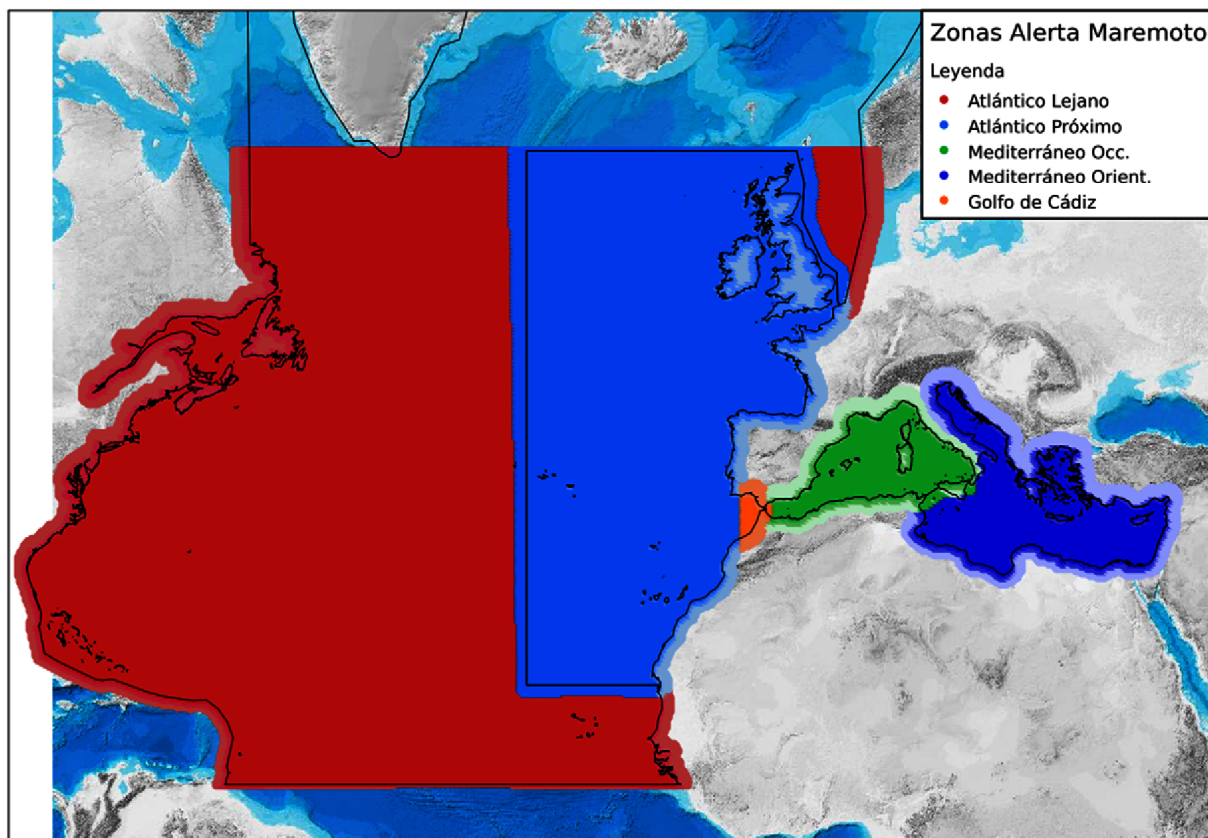 Zonas Alerta Maremoto
Leyenda
Atlántico Lejano
Atlántico Próximo
Mediterráneo Occ.
Mediterráneo Orient.
Golfo de Cádiz